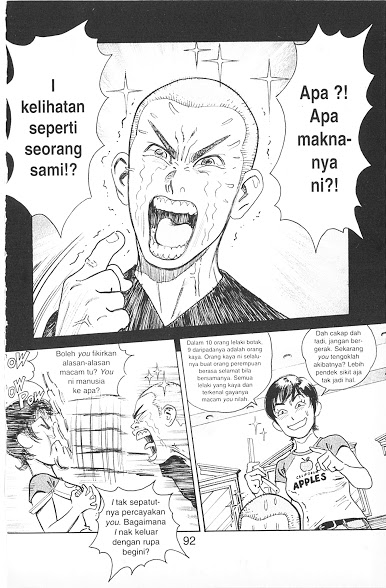 I
kelihatan
seperti
seorang
sami!?
Apa ?!
Apa
makna-
nya
ni?!
Boleh you fikirkan
alasan-alasan
macam tu? You
ni manusia
ke apa?
I tak sepatut-
nya percayakan
you. Bagaimana
I nak keluar
dengan rupa
begini?
Dalam 10 orang lelaki botak,
9 daripadanya adalah orang
kaya. Orang kaya ni selalu-
nya buat orang perempuan
berasa selamat bila
bersamanya. Semua
lelaki yang kaya dan
terkenal gayanya
macam you nilah.
Dah cakap dah
tadi, jangan ber-
gerak. Sekarang
you tengoklah
akibatnya? Lebih
pendek sikit aja
tak jadi hal.
APPLES
92